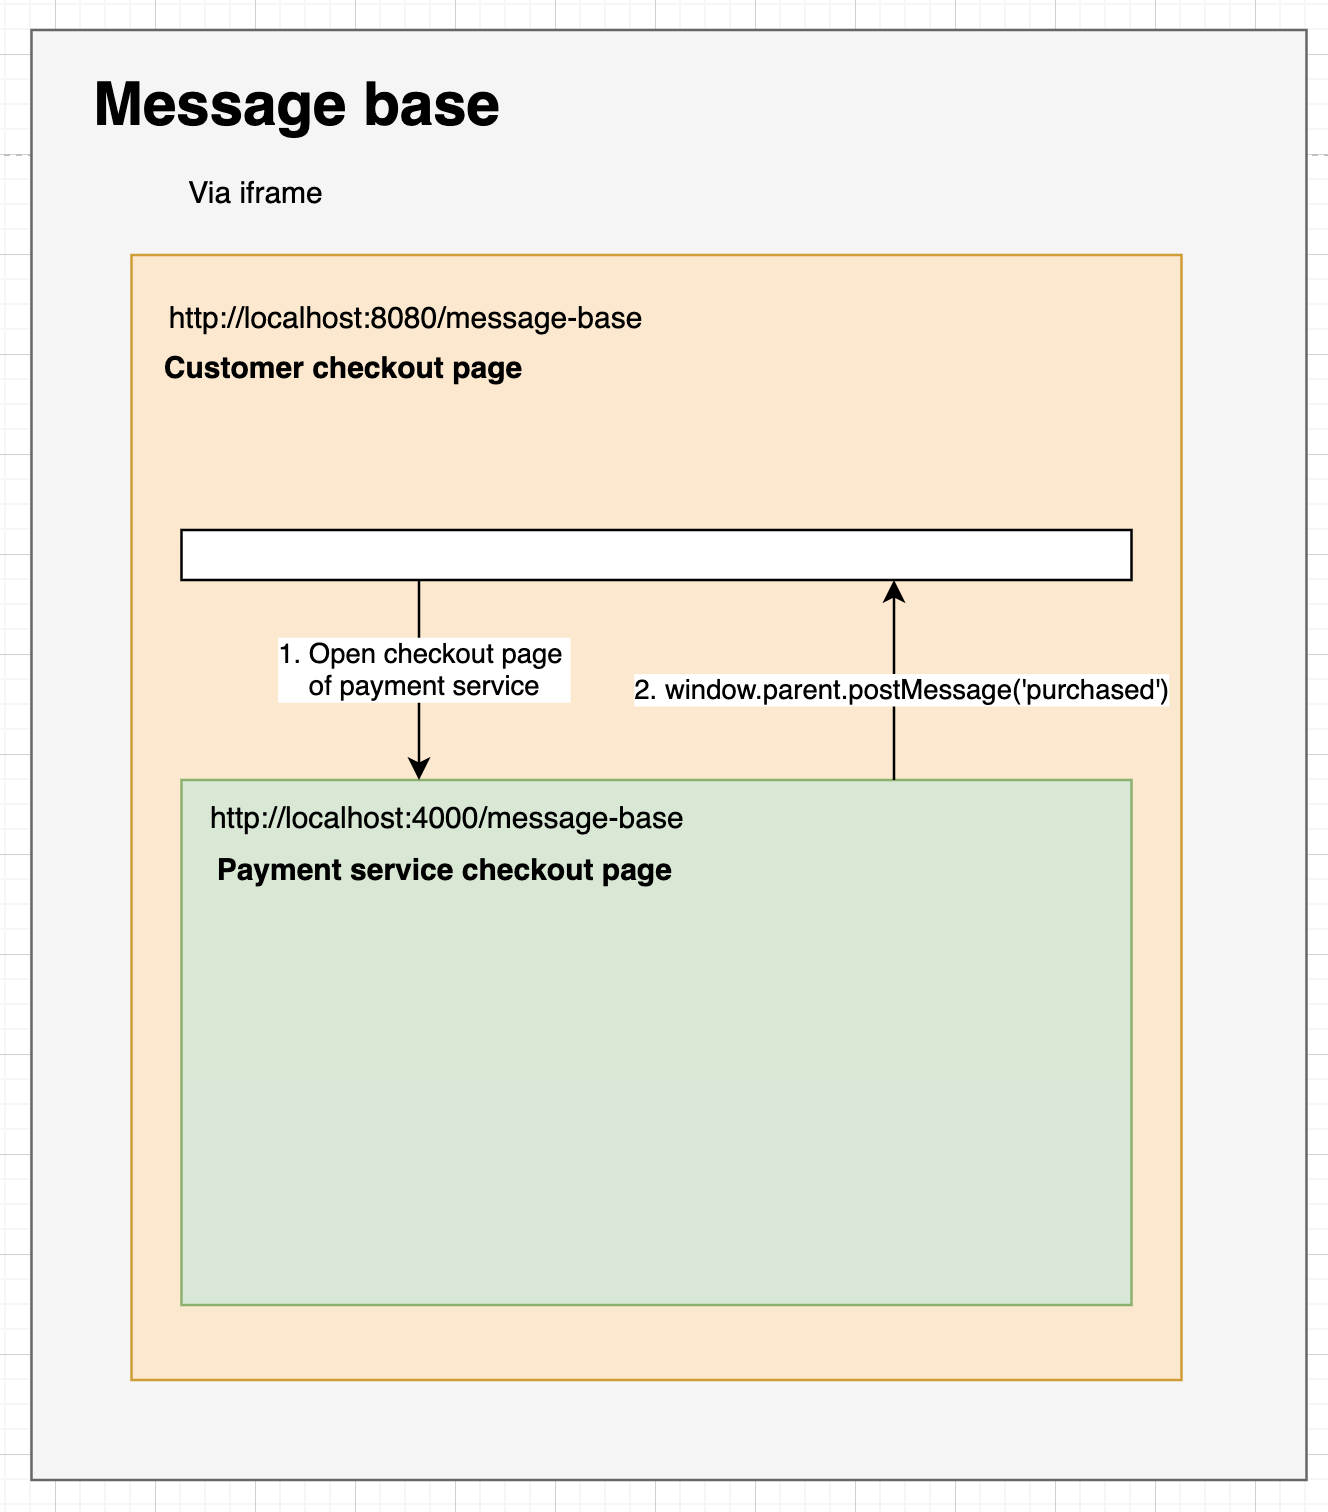 Message base
Via iframe
http://localhost:8080/message-base
Customer checkout page
1. Open checkout page
of payment service
2. window.parent.postMessage('purchased')
http://localhost:4000/message-base
Payment service checkout page